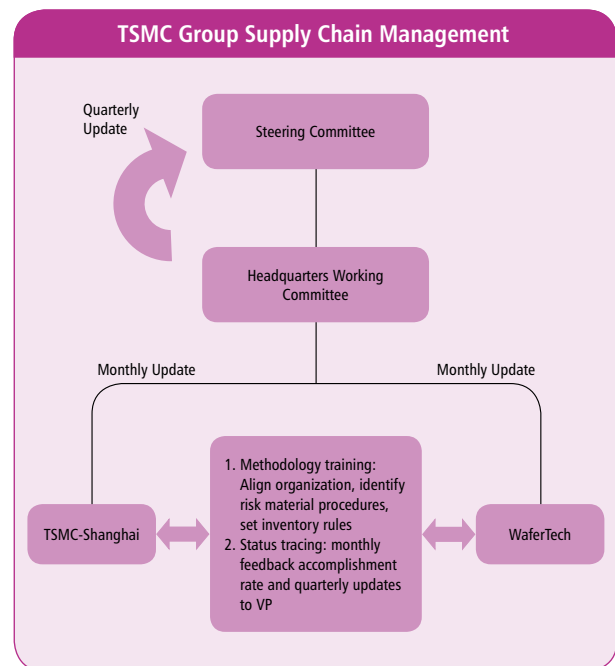 TSMC Group Supply Chain Management
Quarterly
Update
Steering Committee
Headquarters Working
Committee
Monthly Update
Monthly Update
TSMC-Shanghai
1. Methodology training:
Align organization, identify
risk material procedures,
set inventory rules
2. Status tracing: monthly
feedback accomplishment
rate and quarterly updates
to VP
WaferTech